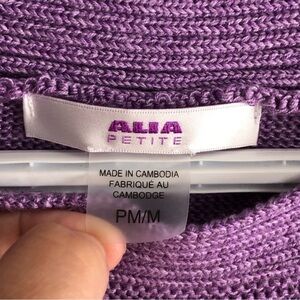 ALIA
PETITE
MADE IN CAMBODIA
FABRIQUÉ AU
CAMBODGE
PM/M